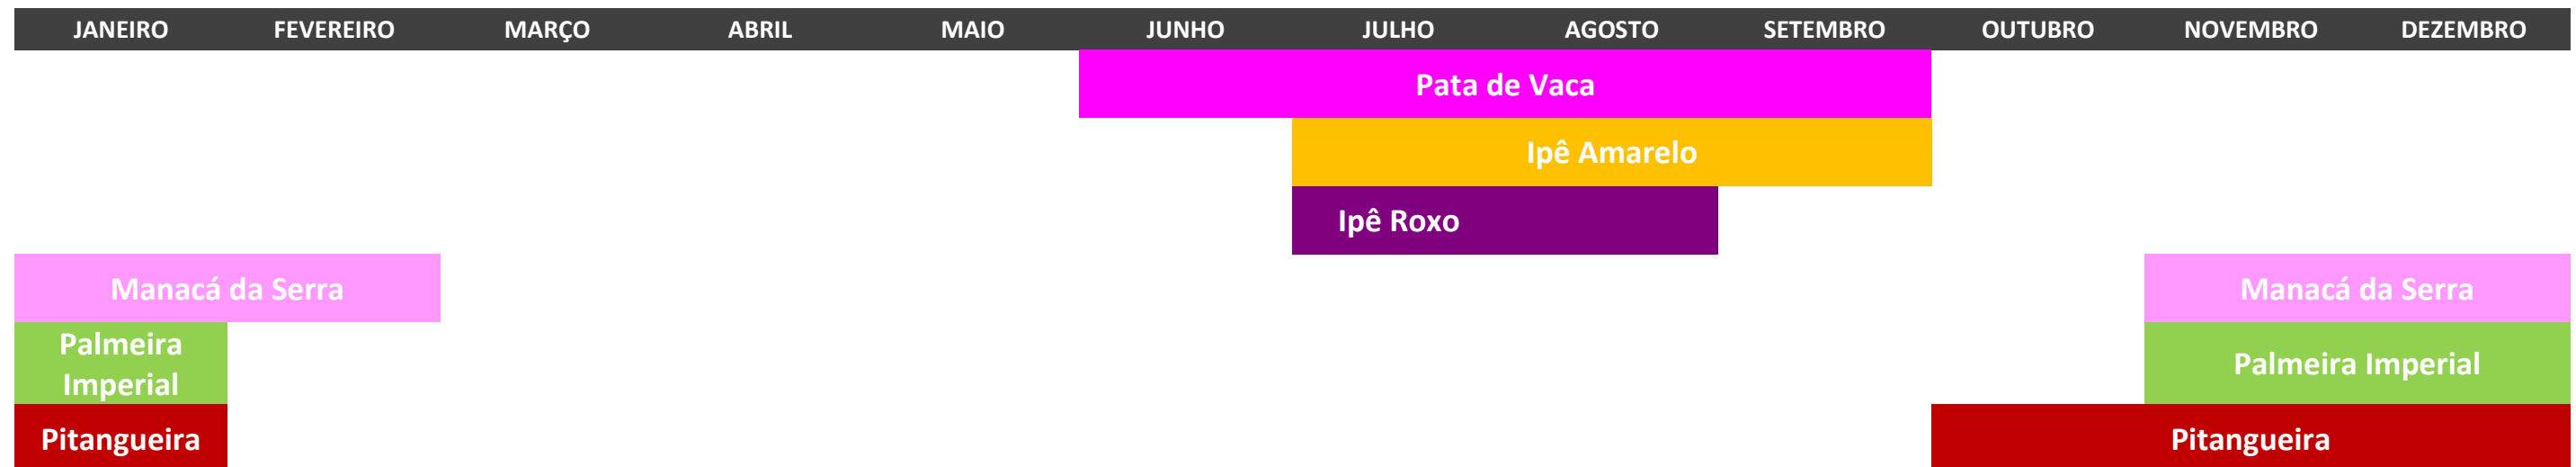 JANEIRO FEVEREIRO MARÇO ABRIL MAIO JUNHO JULHO AGOSTO SETEMBRO OUTUBRO NOVEMBRO DEZEMBRO
Pata de Vaca
Ipê Amarelo
Ipê Roxo
Manacá da Serra Manacá da Serra
Palmeira
Imperial
Palmeira Imperial
Pitangueira Pitangueira